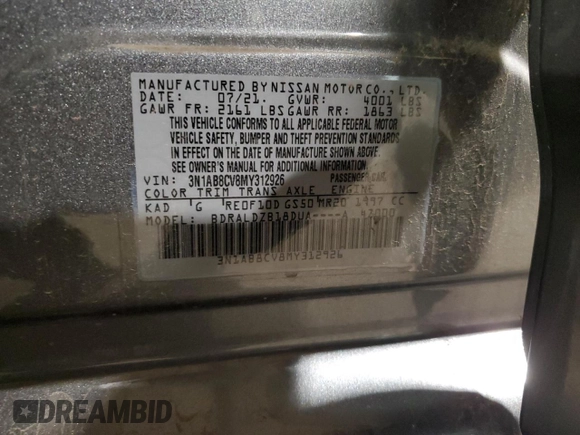 MANUFACTURED BY NISSAN MOTOR CO., LTD.
DATE: 07/21. GVWR: 4001 LBS
GAWR FR: 2161 LBS GAWR RR: 1863 LBS
THIS VEHICLE CONFORMS TO ALL APPLICABLE FEDERAL MOTOR
VEHICLE SAFETY, BUMPER AND THEFT PREVENTION STANDARDS
IN EFFECT ON THE DATE OF MANUFACTURE SHOWN ABOVE.
SEE OWNERS MANUAL FOR FURTHER INFORMATION.
VIN: 3N1AB8CV8MY312926 PASSENGER CAR
COLOR TRIM TRANS AXLE ENGINE
KAD G RE0F10D GS50 MR20 1997 CC
MODEL: BDRALDZB18DUA----A
3N1AB8CV8MY312926
DREAMBID